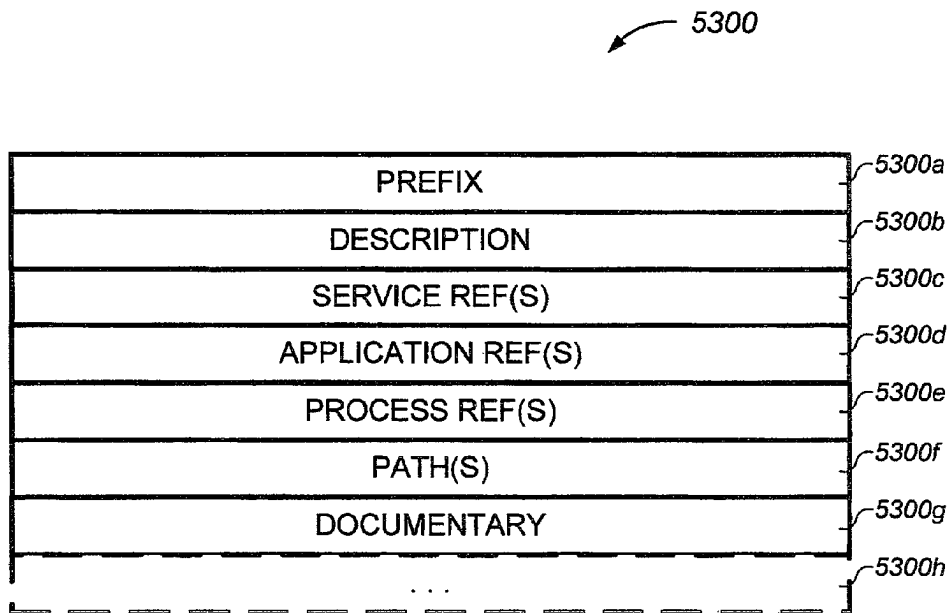 5300
PREFIX 5300a
DESCRIPTION 5300b
SERVICE REF(S) 5300c
APPLICATION REF(S) 5300d
PROCESS REF(S) 5300e
PATH(S) 5300f
DOCUMENTARY 5300g
... 5300h